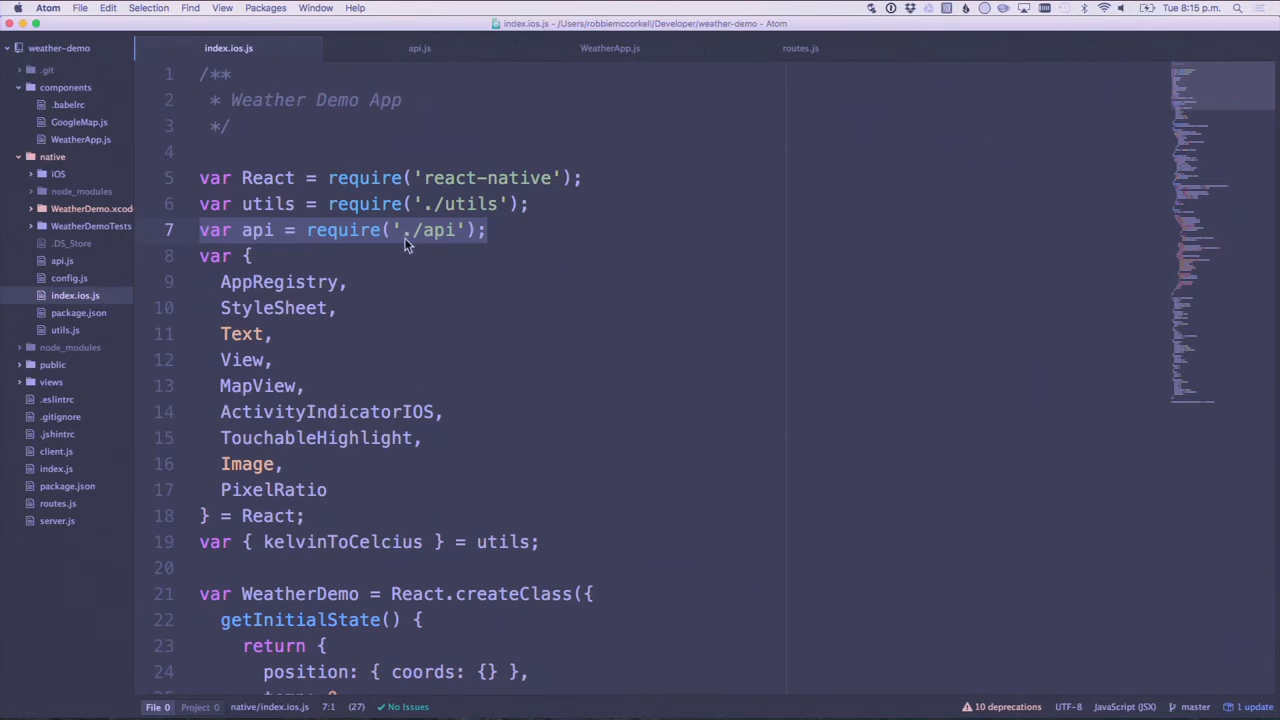 Atom File Edit View Selection Find View Packages Window Help Tue 8:15 p.m.
index.ios.js - /Users/robbiemccorkell/Developer/weather-demo - Atom
weather-demo
.git
components
.babelrc
GoogleMap.js
WeatherApp.js
native
iOS
node_modules
WeatherDemo.xcod
WeatherDemoTests
.DS_Store
api.js
config.js
index.ios.js
package.json
utils.js
node_modules
public
views
.eslintrc
.gitignore
.jshintrc
client.js
index.js
package.json
routes.js
server.js
index.ios.js api.js WeatherApp.js routes.js
1 /**
2 * Weather Demo App
3 */
4
5 var React = require('react-native');
6 var utils = require('./utils');
7 var api = require('./api');
8 var {
9 AppRegistry,
10 StyleSheet,
11 Text,
12 View,
13 MapView,
14 ActivityIndicatorIOS,
15 TouchableHighlight,
16 Image,
17 PixelRatio
18 } = React;
19 var { kelvinToCelcius } = utils;
20
21 var WeatherDemo = React.createClass({
22 getInitialState() {
23 return {
24 position: { coords: {} },
File 0 Project 0 native/index.ios.js 7:1 (27) No Issues 10 deprecations UTF-8 JavaScript (JSX) master 1 update